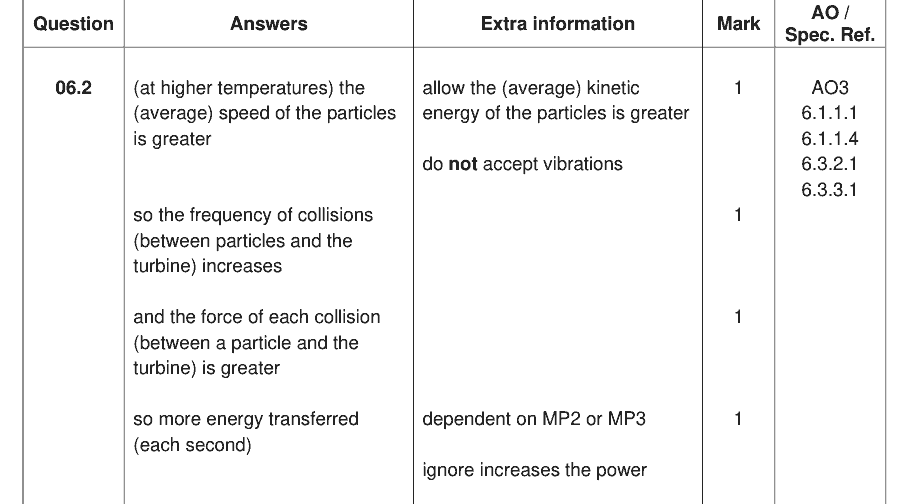 Question Answers Extra information Mark AO /
Spec. Ref.
06.2 (at higher temperatures) the allow the (average) kinetic 1 AO3
(average) speed of the particles energy of the particles is greater 6.1.1.1
is greater 6.1.1.4
do not accept vibrations 6.3.2.1
6.3.3.1
so the frequency of collisions 1
(between particles and the
turbine) increases
and the force of each collision 1
(between a particle and the
turbine) is greater
so more energy transferred dependent on MP2 or MP3 1
(each second)
ignore increases the power